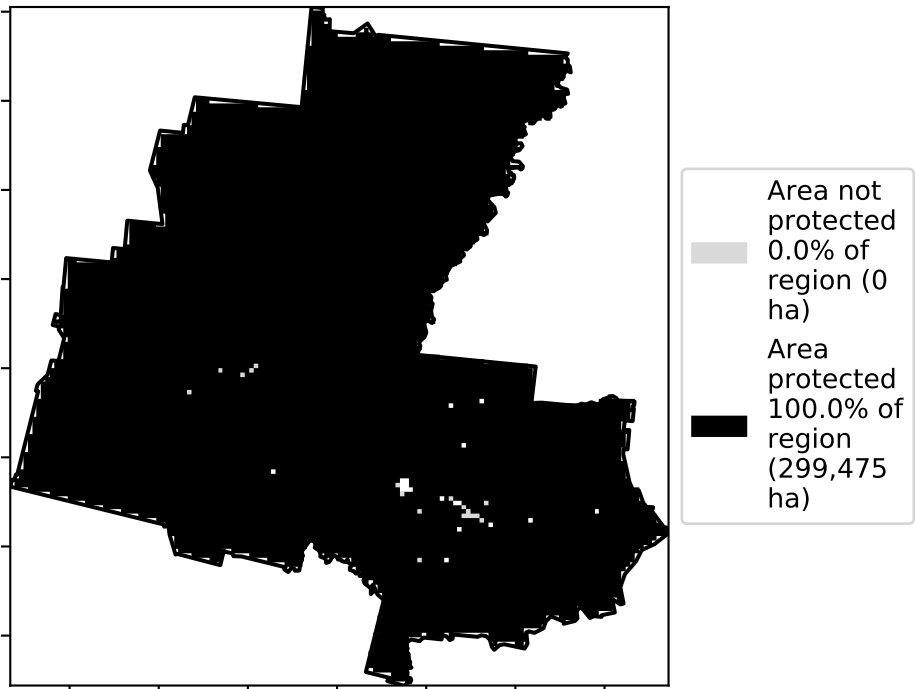 Area not
protected
0.0% of
region (0
ha)
Area
protected
100.0% of
region
(299,475
ha)